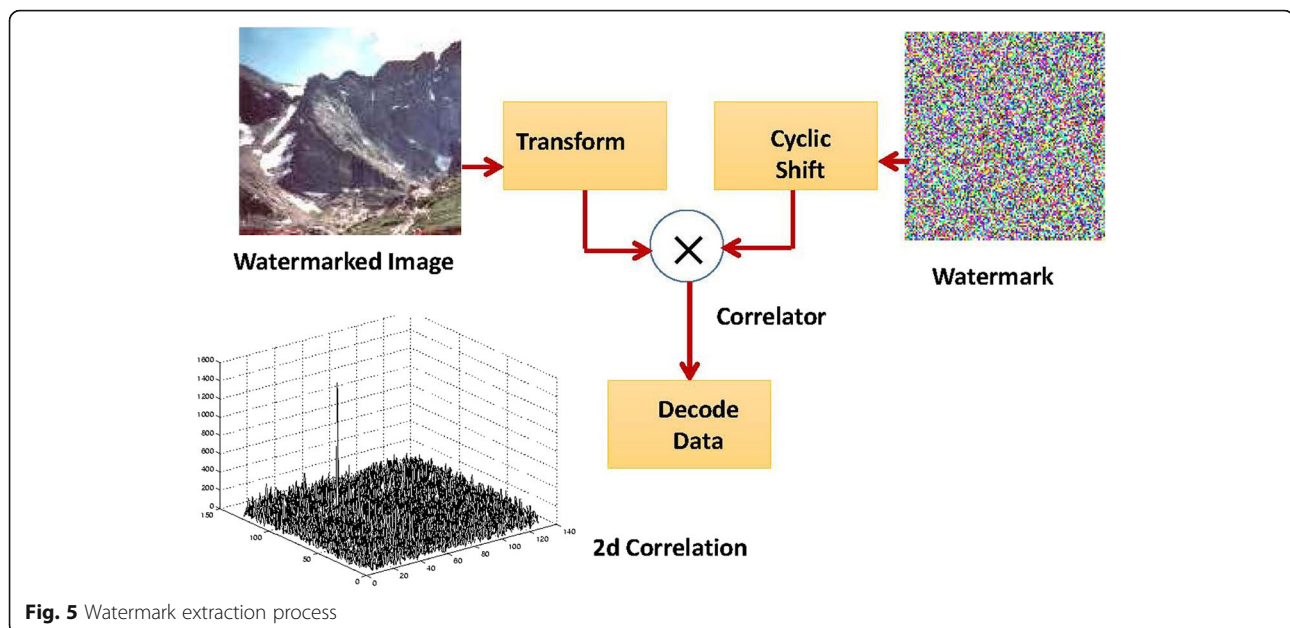 Transform
Cyclic
Shift
Watermarked Image
Watermark
Correlator
Decode
Data
1600
1400
1200
1000
800
600
400
200
0
150
100
50
0
0
20
40
60
80
100
120
140
2d Correlation
Fig. 5 Watermark extraction process